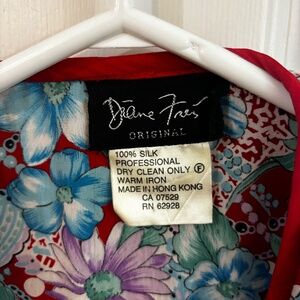 Diane Freis
ORIGINAL
100% SILK
PROFESSIONAL
DRY CLEAN ONLY Ⓕ
WARM IRON
MADE IN HONG KONG
CA 07529
RN 62928